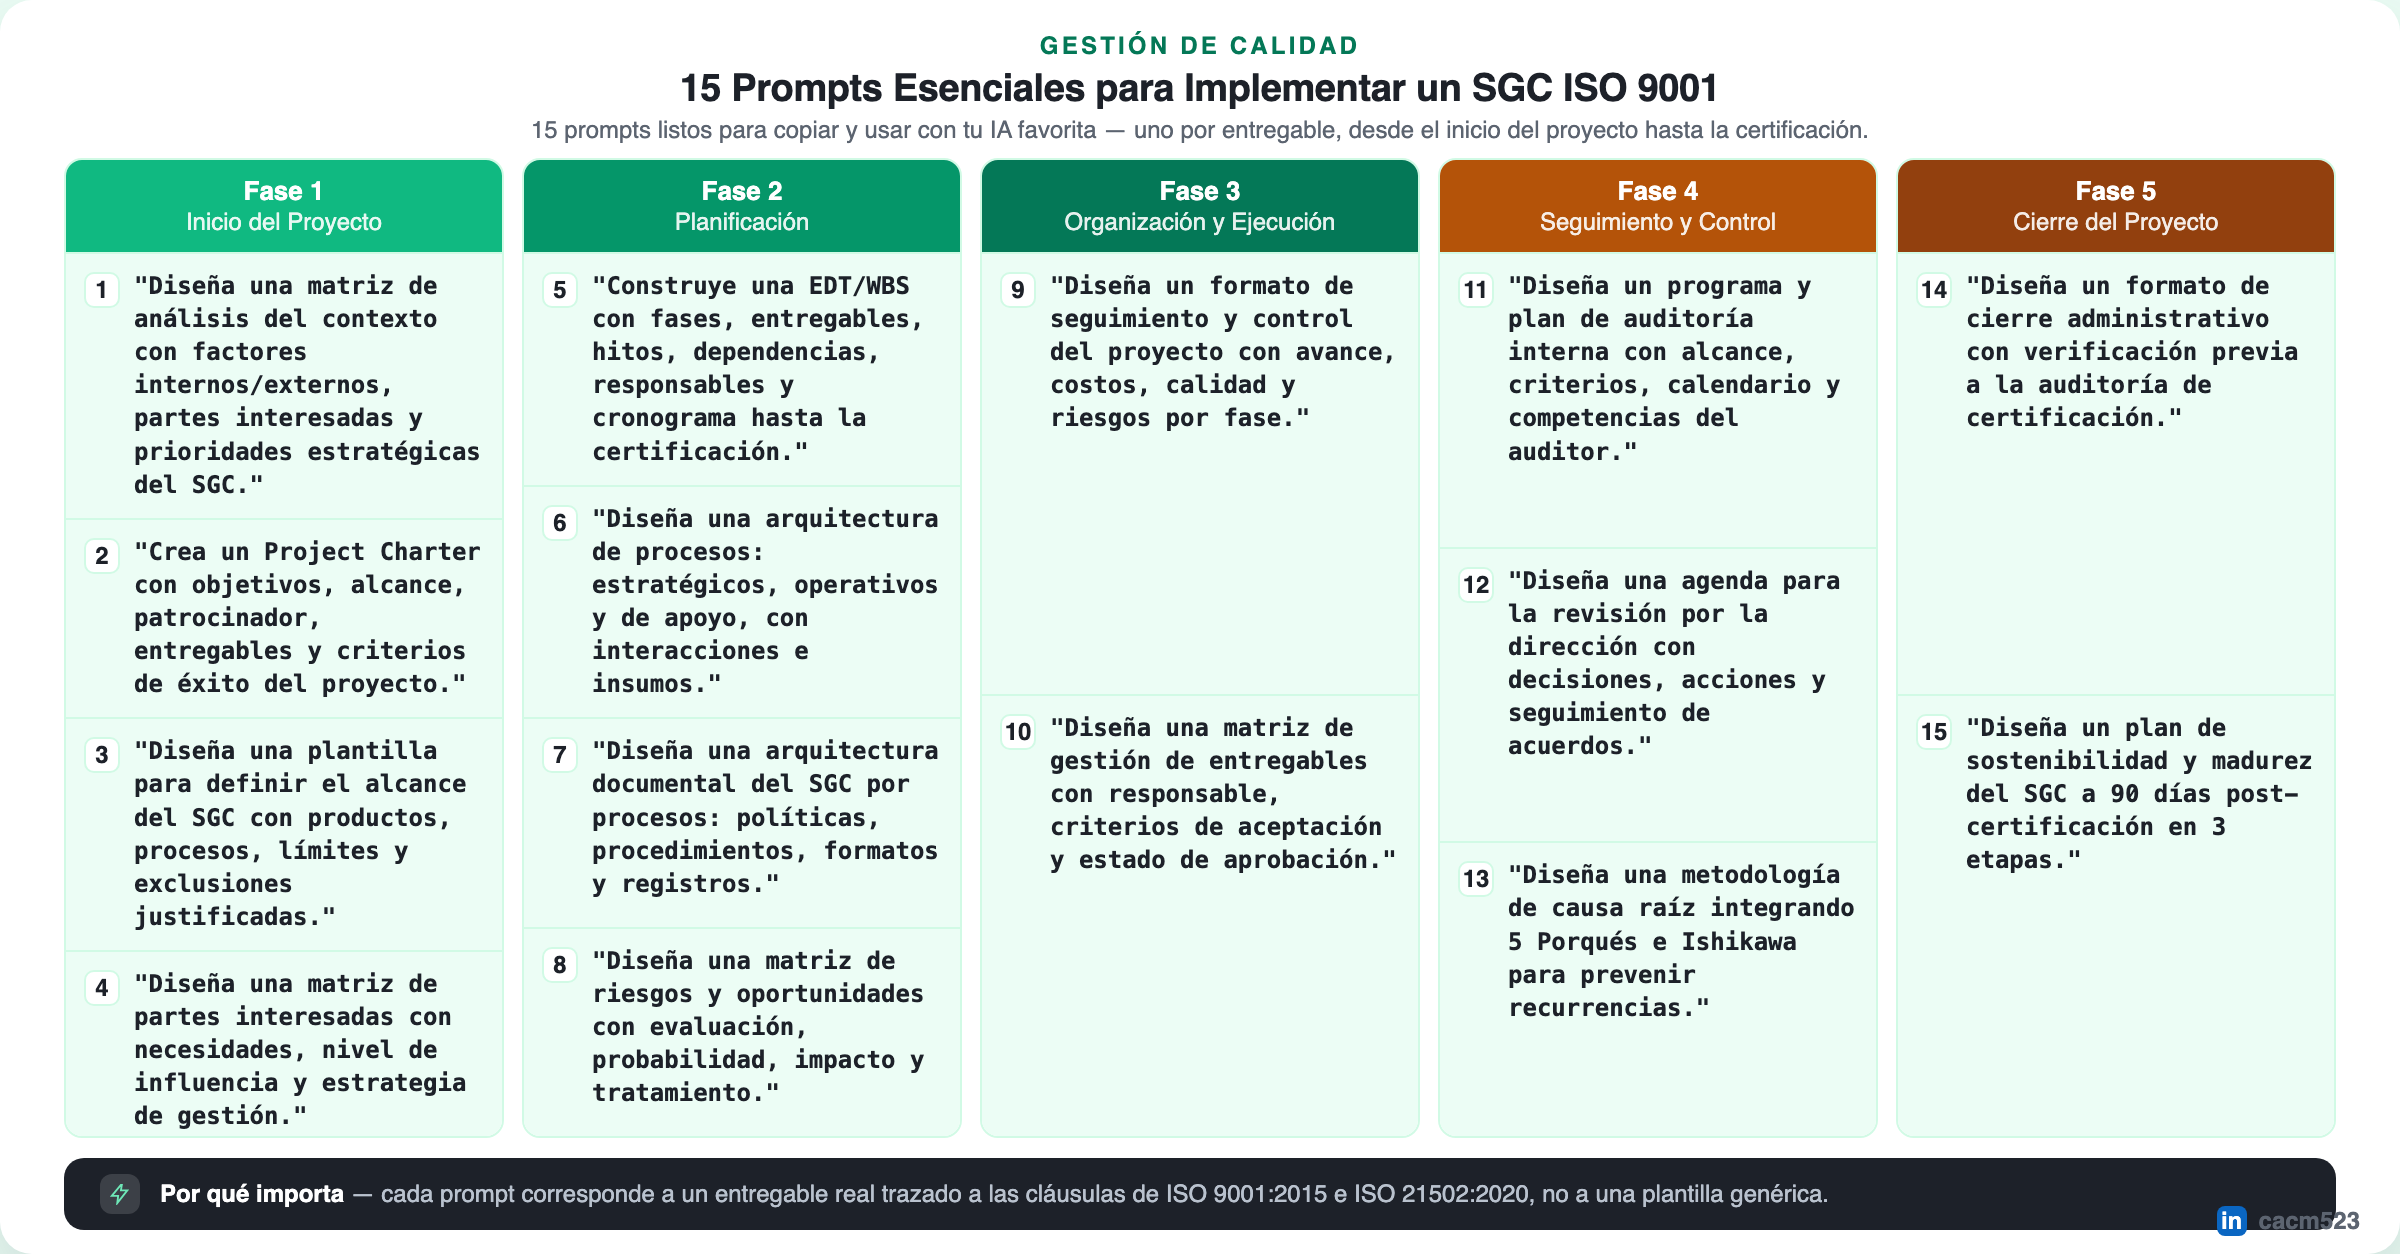 GESTIÓN DE CALIDAD
15 Prompts Esenciales para Implementar un SGC ISO 9001
15 prompts listos para copiar y usar con tu IA favorita — uno por entregable, desde el inicio del proyecto hasta la certificación.
Fase 1
Inicio del Proyecto
1
"Diseña una matriz de
análisis del contexto
con factores
internos/externos,
partes interesadas y
prioridades estratégicas
del SGC."
2
"Crea un Project Charter
con objetivos, alcance,
patrocinador,
entregables y criterios
de éxito del proyecto."
3
"Diseña una plantilla
para definir el alcance
del SGC con productos,
procesos, límites y
exclusiones
justificadas."
4
"Diseña una matriz de
partes interesadas con
necesidades, nivel de
influencia y estrategia
de gestión."
Fase 2
Planificación
5
"Construye una EDT/WBS
con fases, entregables,
hitos, dependencias,
responsables y
cronograma hasta la
certificación."
6
"Diseña una arquitectura
de procesos:
estratégicos, operativos
y de apoyo, con
interacciones e
insumos."
7
"Diseña una arquitectura
documental del SGC por
procesos: políticas,
procedimientos, formatos
y registros."
8
"Diseña una matriz de
riesgos y oportunidades
con evaluación,
probabilidad, impacto y
tratamiento."
Fase 3
Organización y Ejecución
9
"Diseña un formato de
seguimiento y control
del proyecto con avance,
costos, calidad y
riesgos por fase."
10
"Diseña una matriz de
gestión de entregables
con responsable,
criterios de aceptación
y estado de aprobación."
Fase 4
Seguimiento y Control
11
"Diseña un programa y
plan de auditoría
interna con alcance,
criterios, calendario y
competencias del
auditor."
12
"Diseña una agenda para
la revisión por la
dirección con
decisiones, acciones y
seguimiento de
acuerdos."
13
"Diseña una metodología
de causa raíz integrando
5 Porqués e Ishikawa
para prevenir
recurrencias."
Fase 5
Cierre del Proyecto
14
"Diseña un formato de
cierre administrativo
con verificación previa
a la auditoría de
certificación."
15
"Diseña un plan de
sostenibilidad y madurez
del SGC a 90 días post-
certificación en 3
etapas."
Por qué importa — cada prompt corresponde a un entregable real trazado a las cláusulas de ISO 9001:2015 e ISO 21502:2020, no a una plantilla genérica.
in cacm523